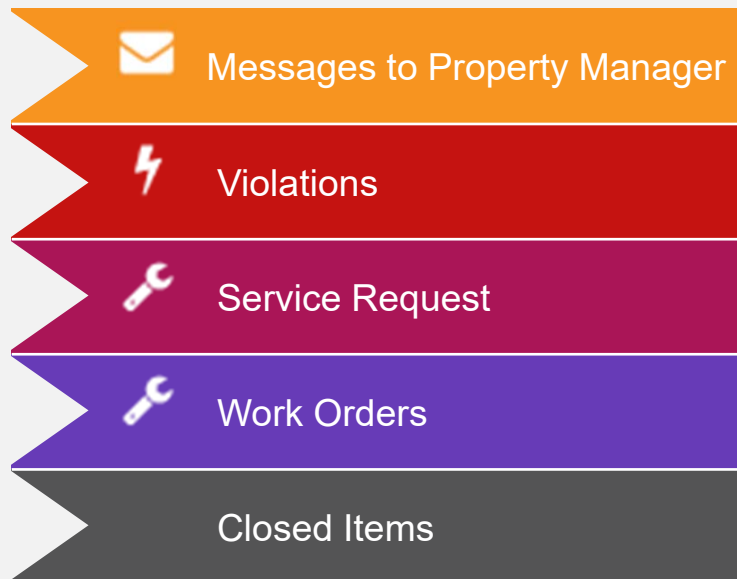 Messages to Property Manager
Violations
Service Request
Work Orders
Closed Items